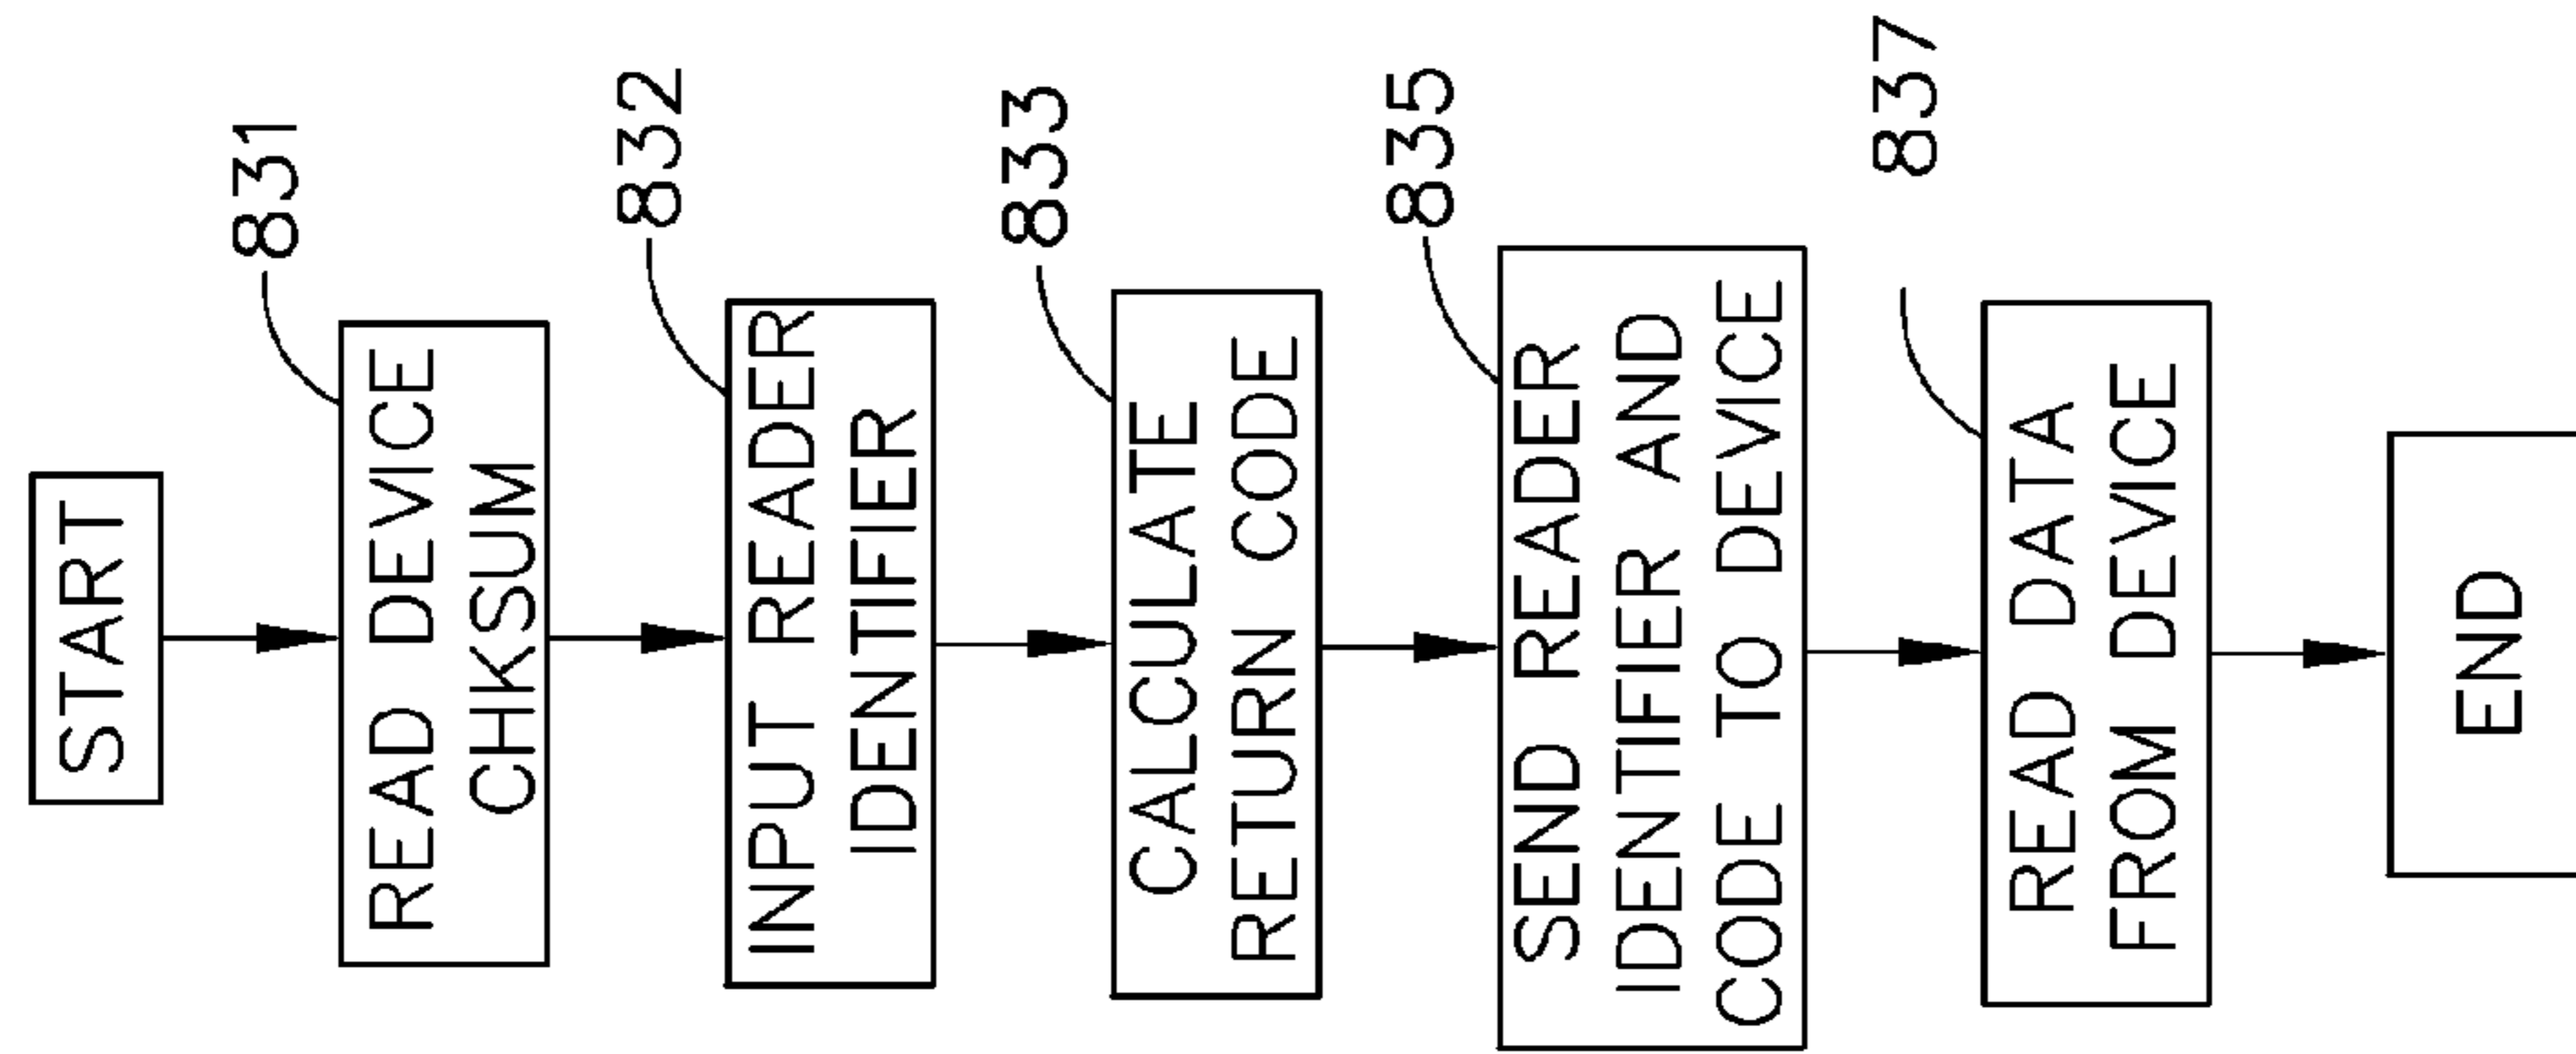 START
831
READ DEVICE
CHKSUM
832
INPUT READER
IDENTIFIER
833
CALCULATE
RETURN CODE
835
SEND READER
IDENTIFIER AND
CODE TO DEVICE
837
READ DATA
FROM DEVICE
END